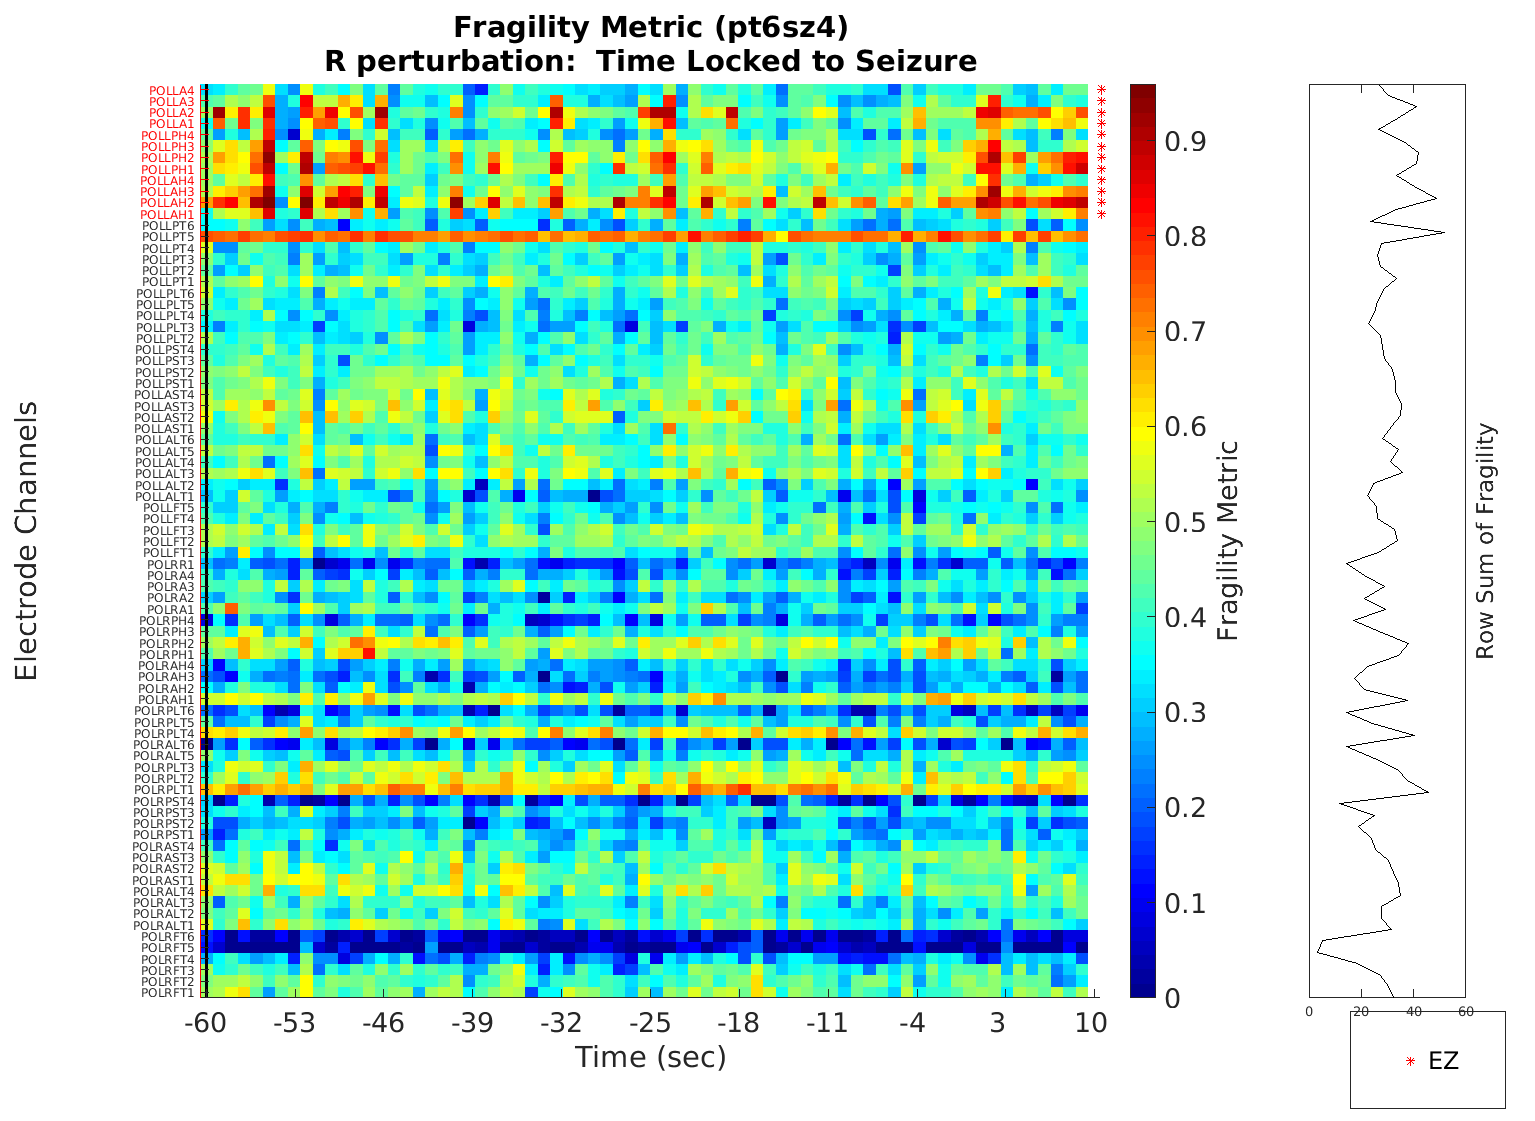 Fragility Metric (pt6sz4)
R perturbation:  Time Locked to Seizure
Electrode Channels
POLLA4
POLLA3
POLLA2
POLLA1
POLLPH4
POLLPH3
POLLPH2
POLLPH1
POLLAH4
POLLAH3
POLLAH2
POLLAH1
POLLPT6
POLLPT5
POLLPT4
POLLPT3
POLLPT2
POLLPT1
POLLPLT6
POLLPLT5
POLLPLT4
POLLPLT3
POLLPLT2
POLLPST4
POLLPST3
POLLPST2
POLLPST1
POLLAST4
POLLAST3
POLLAST2
POLLAST1
POLLALT6
POLLALT5
POLLALT4
POLLALT3
POLLALT2
POLLALT1
POLLFT5
POLLFT4
POLLFT3
POLLFT2
POLLFT1
POLRR1
POLRA4
POLRA3
POLRA2
POLRA1
POLRPH4
POLRPH3
POLRPH2
POLRPH1
POLRAH4
POLRAH3
POLRAH2
POLRAH1
POLRPLT6
POLRPLT5
POLRPLT4
POLRALT6
POLRALT5
POLRPLT3
POLRPLT2
POLRPLT1
POLRPST4
POLRPST3
POLRPST2
POLRPST1
POLRAST4
POLRAST3
POLRAST2
POLRAST1
POLRALT4
POLRALT3
POLRALT2
POLRALT1
POLRFT6
POLRFT5
POLRFT4
POLRFT3
POLRFT2
POLRFT1
-60 -53 -46 -39 -32 -25 -18 -11 -4 3 10
Time (sec)
0.9
0.8
0.7
0.6
0.5
0.4
0.3
0.2
0.1
0
Fragility Metric
0 20 40 60
Row Sum of Fragility
EZ